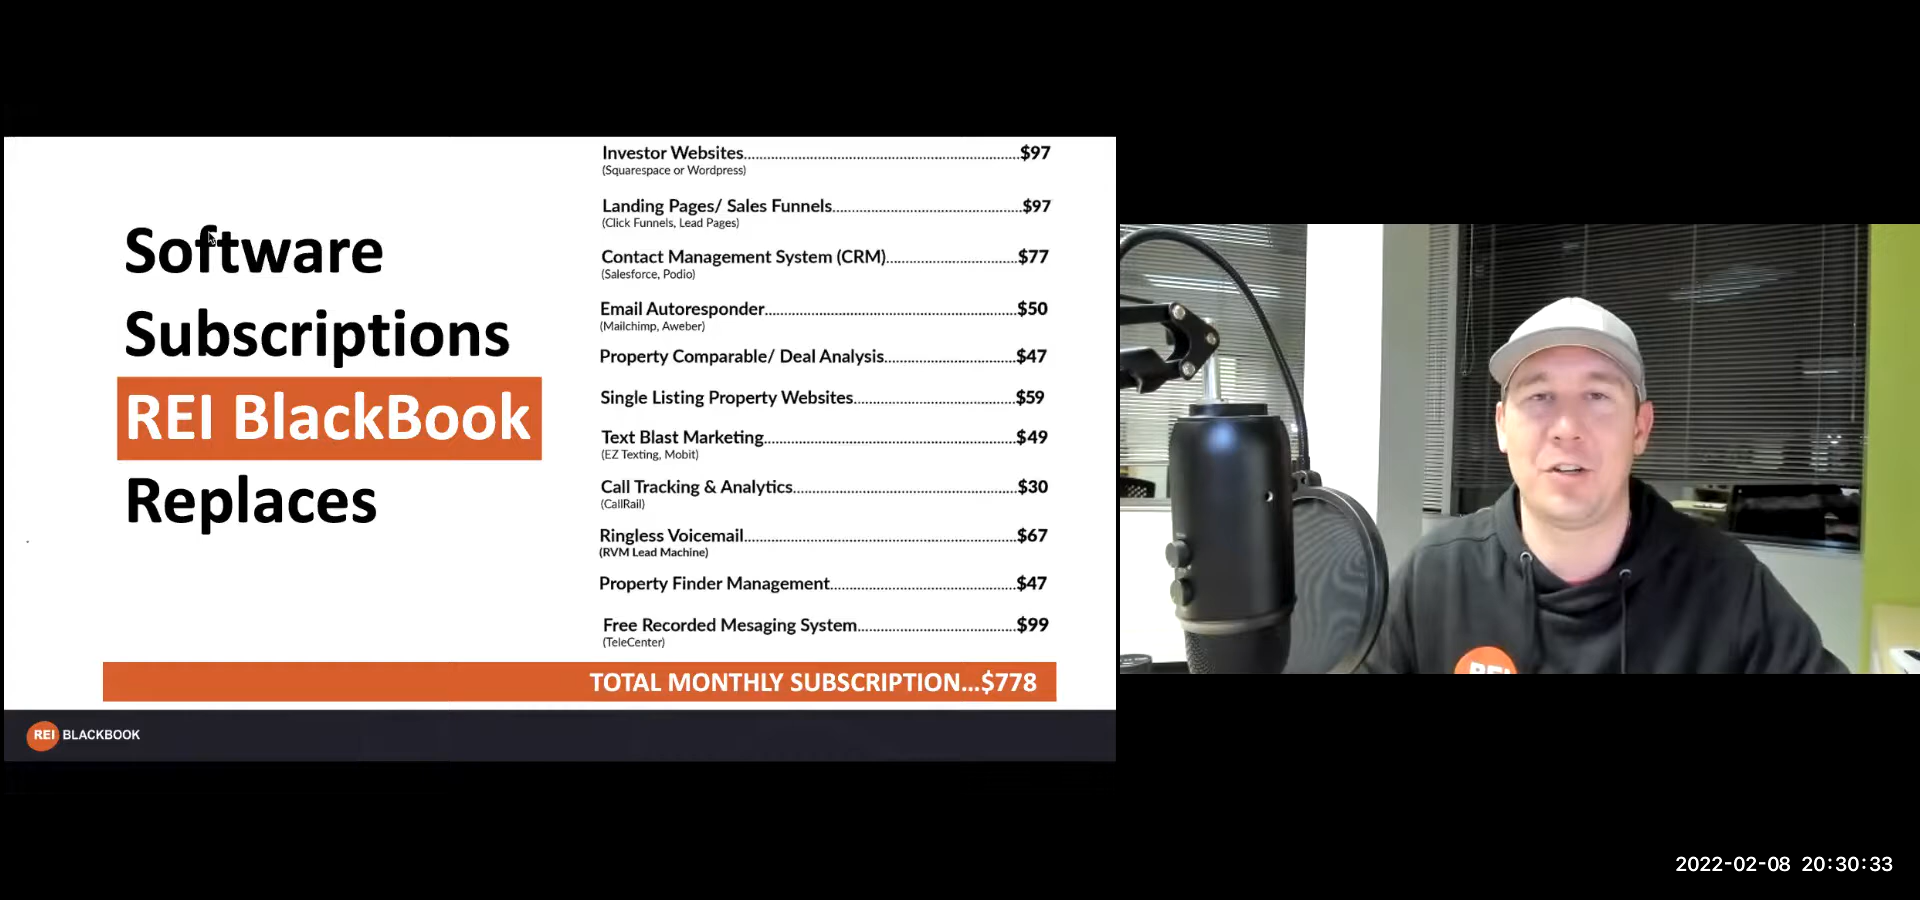 Software
Subscriptions
REI BlackBook
Replaces
Investor Websites........................................................................$97
(Squarespace or Wordpress)
Landing Pages/ Sales Funnels.................................................$97
(Click Funnels, Lead Pages)
Contact Management System (CRM)..................................$77
(Salesforce, Podio)
Email Autoresponder.................................................................$50
(Mailchimp, Aweber)
Property Comparable/ Deal Analysis..................................$47
Single Listing Property Websites..........................................$59
Text Blast Marketing.................................................................$49
(EZ Texting, Mobit)
Call Tracking & Analytics..........................................................$30
(CallRail)
Ringless Voicemail.......................................................................$67
(RVM Lead Machine)
Property Finder Management................................................$47
Free Recorded Mesaging System.........................................$99
(TeleCenter)
TOTAL MONTHLY SUBSCRIPTION...$778
REI BLACKBOOK
REI
2022-02-08 20:30:33